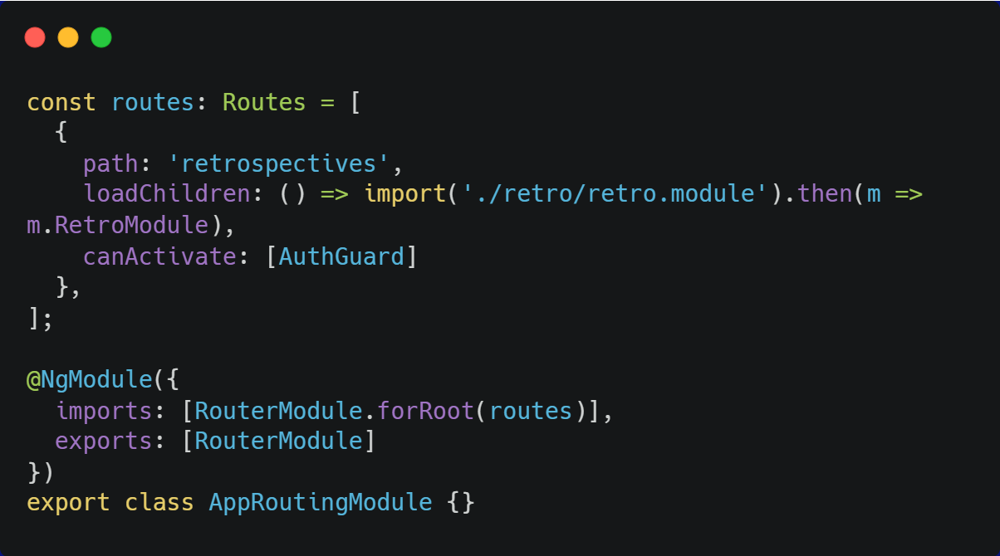 const routes: Routes = [
  {
    path: 'retrospectives',
    loadChildren: () => import('./retro/retro.module').then(m =>
m.RetroModule),
    canActivate: [AuthGuard]
  },
];

@NgModule({
  imports: [RouterModule.forRoot(routes)],
  exports: [RouterModule]
})
export class AppRoutingModule {}